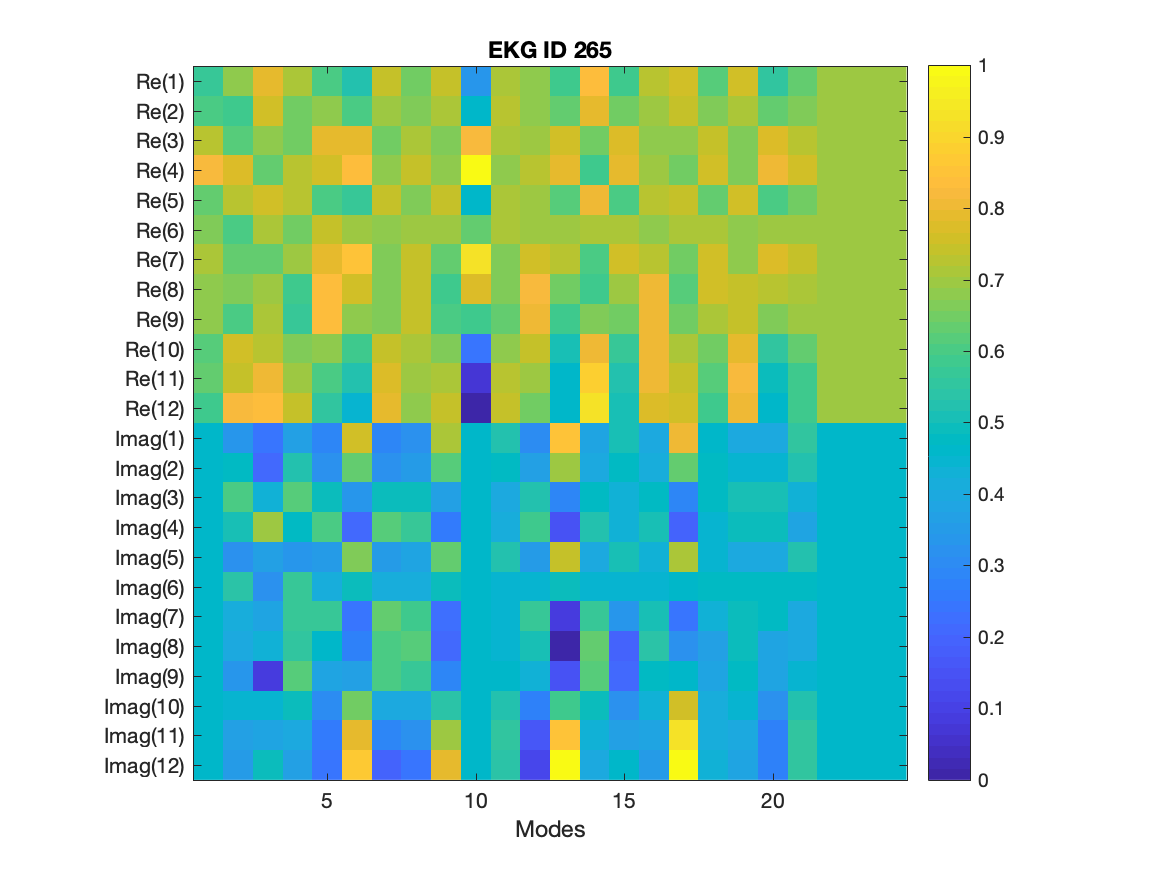 EKG ID 265
Re(1)
Re(2)
Re(3)
Re(4)
Re(5)
Re(6)
Re(7)
Re(8)
Re(9)
Re(10)
Re(11)
Re(12)
Imag(1)
Imag(2)
Imag(3)
Imag(4)
Imag(5)
Imag(6)
Imag(7)
Imag(8)
Imag(9)
Imag(10)
Imag(11)
Imag(12)
5 10 15 20
Modes
1
0.9
0.8
0.7
0.6
0.5
0.4
0.3
0.2
0.1
0